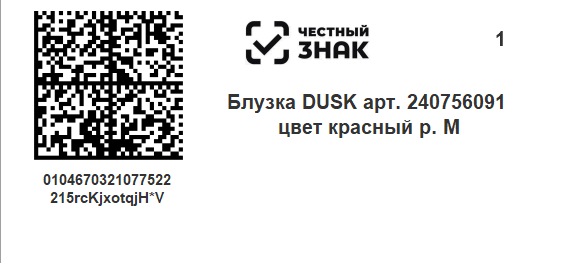 ЧЕСТНЫЙ
ЗНАК
1
Блузка DUSK арт. 240756091
цвет красный р. М
0104670321077522
215rcKjxotqjH*V